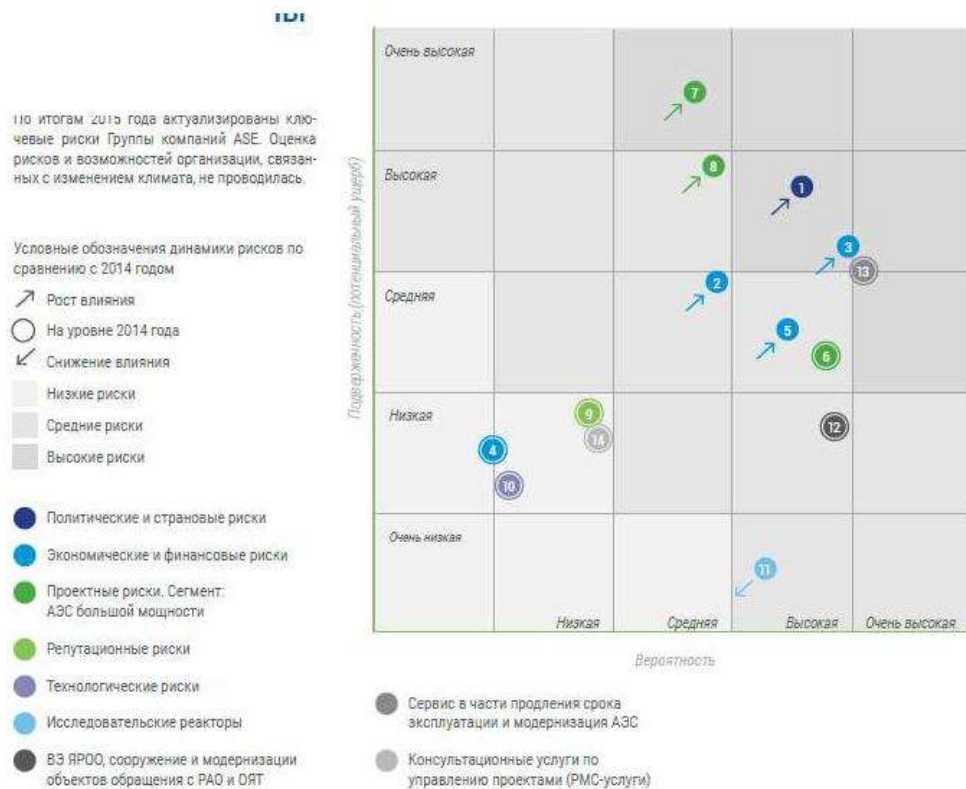 По итогам 2015 года актуализированы клю-
чевые риски Группы компаний ASE. Оценка
рисков и возможностей организации, связан-
ных с изменением климата, не проводилась.
Условные обозначения динамики рисков по
сравнению с 2014 годом
Рост влияния
На уровне 2014 года
Снижение влияния
Низкие риски
Средние риски
Высокие риски
Политические и страновые риски
Экономические и финансовые риски
Проектные риски. Сегмент:
АЭС большой мощности
Репутационные риски
Технологические риски
Исследовательские реакторы
ВЭ ЯРОО, сооружение и модернизации
объектов обращения с РАО и ОЯТ
Подверженность (потенциальный ущерб)
Очень высокая
7
Высокая
8
1
3
13
Средняя
2
5
6
Низкая
9
14
12
4
10
Очень низкая
11
Низкая
Средняя
Высокая
Очень высокая
Вероятность
Сервис в части продления срока
эксплуатации и модернизация АЭС
Консультационные услуги по
управлению проектами (PMC-услуги)